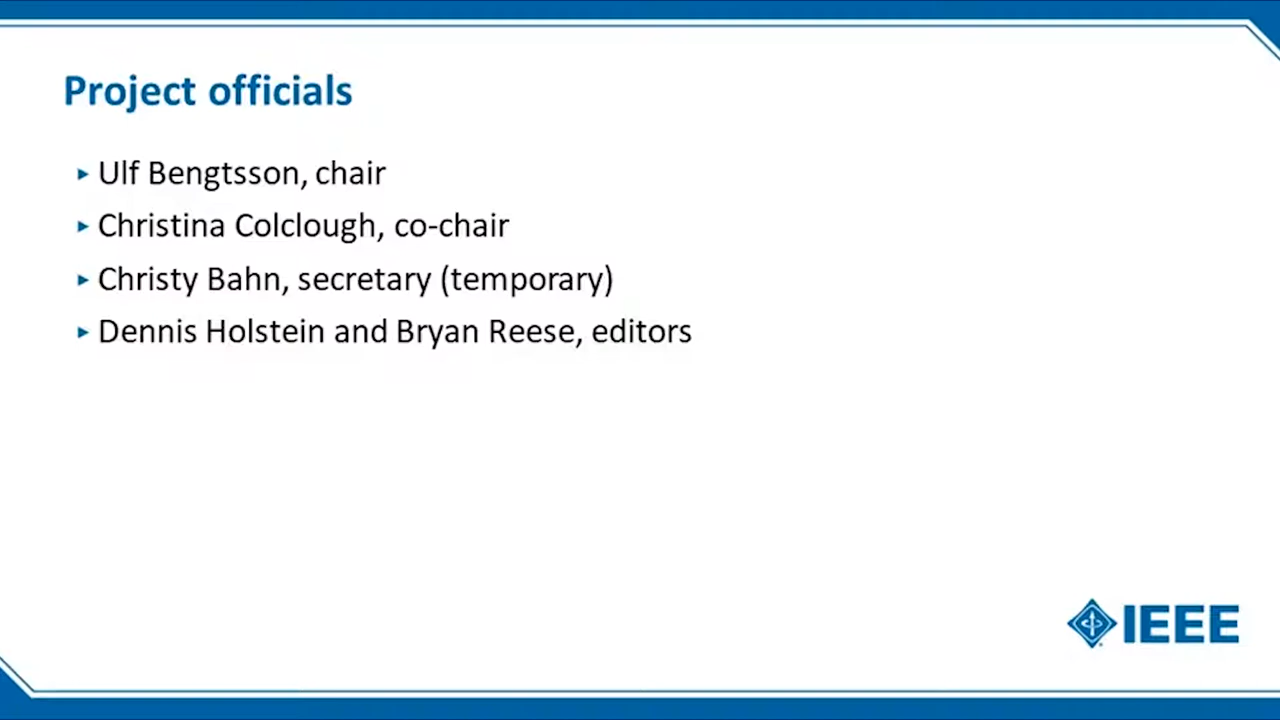 Project officials
Ulf Bengtsson, chair
Christina Colclough, co-chair
Christy Bahn, secretary (temporary)
Dennis Holstein and Bryan Reese, editors
IEEE